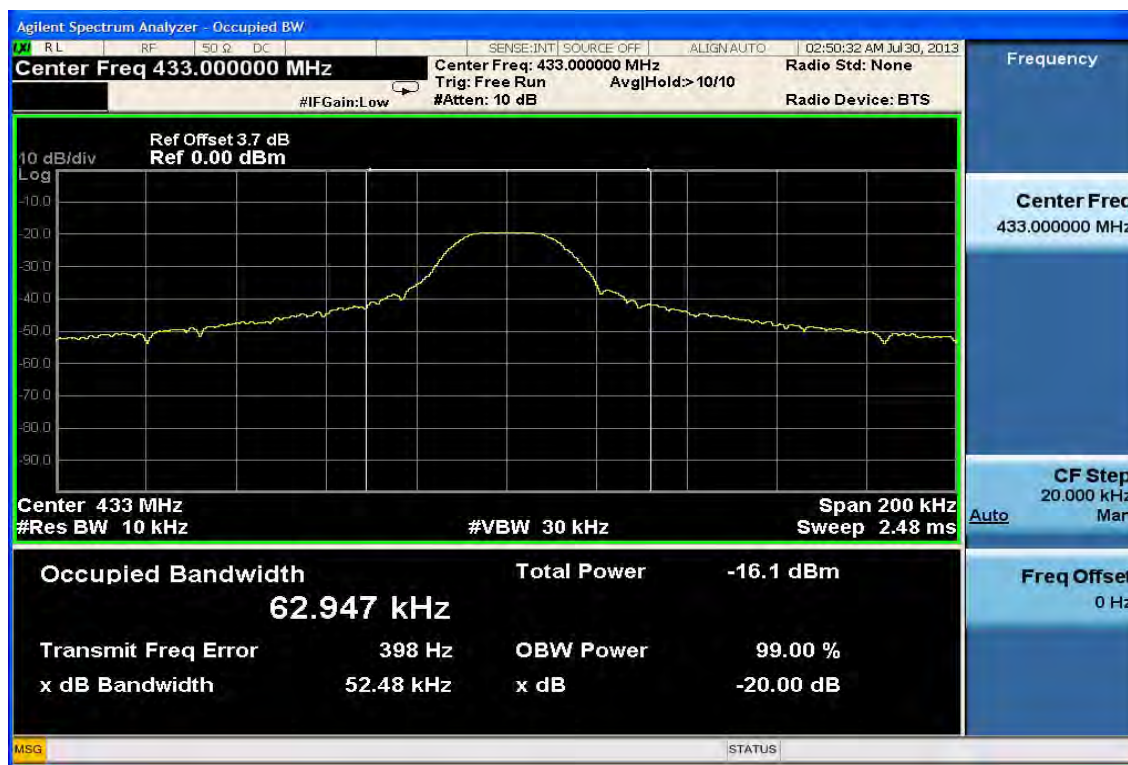 Agilent Spectrum Analyzer - Occupied BW
LXI RL RF 50 Ω DC SENSE:INT SOURCE OFF ALIGN AUTO 02:50:32 AM Jul 30, 2013
Center Freq 433.000000 MHz
Center Freq: 433.000000 MHz
Radio Std: None
Trig: Free Run Avg|Hold:>10/10
#IFGain:Low
#Atten: 10 dB
Radio Device: BTS
Ref Offset 3.7 dB
10 dB/div Ref 0.00 dBm
Log
-10.0
-20.0
-30.0
-40.0
-50.0
-60.0
-70.0
-80.0
-90.0
Center 433 MHz Span 200 kHz
#Res BW 10 kHz #VBW 30 kHz Sweep 2.48 ms
Occupied Bandwidth Total Power -16.1 dBm
62.947 kHz
Transmit Freq Error 398 Hz OBW Power 99.00 %
x dB Bandwidth 52.48 kHz x dB -20.00 dB
MSG STATUS
Frequency
Center Freq
433.000000 MHz
CF Step
20.000 kHz
Auto Man
Freq Offset
0 Hz